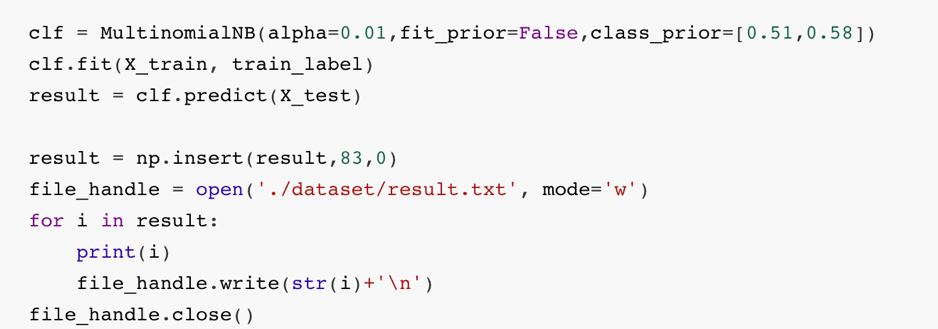 clf = MultinomialNB(alpha=0.01,fit_prior=False,class_prior=[0.51,0.58])
clf.fit(X_train, train_label)
result = clf.predict(X_test)

result = np.insert(result,83,0)
file_handle = open('./dataset/result.txt', mode='w')
for i in result:
    print(i)
    file_handle.write(str(i)+'\n')
file_handle.close()